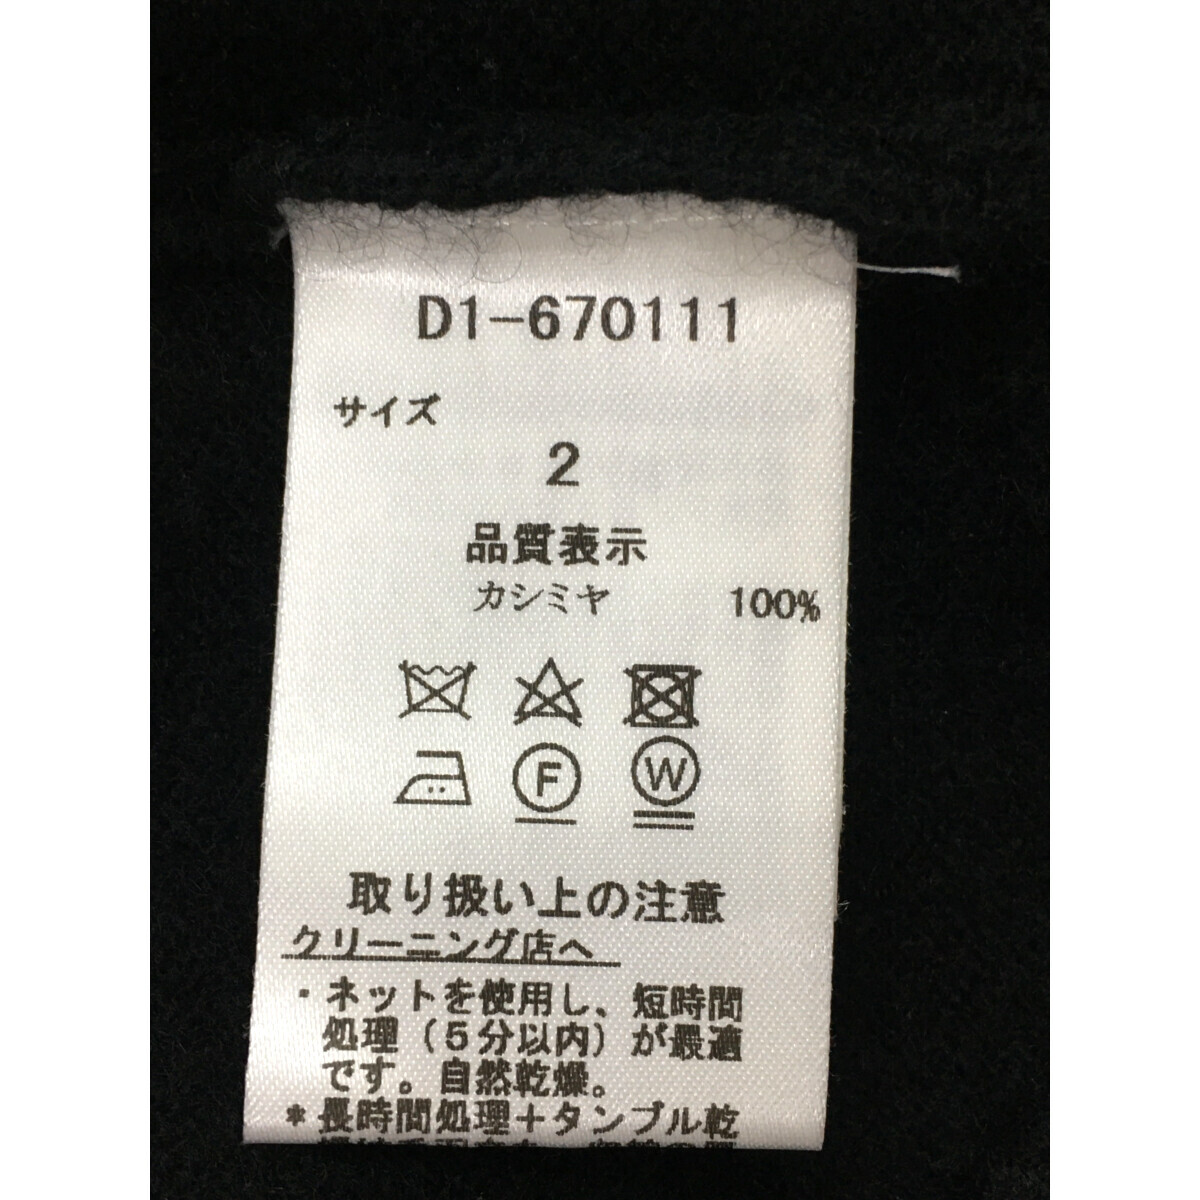 D1-670111
サイズ
2
品質表示
カシミヤ 100%
F W
取り扱い上の注意
クリーニング店へ
・ネットを使用し、短時間
処理（5分以内）が最適
です。自然乾燥。
＊長時間処理＋タンブル乾